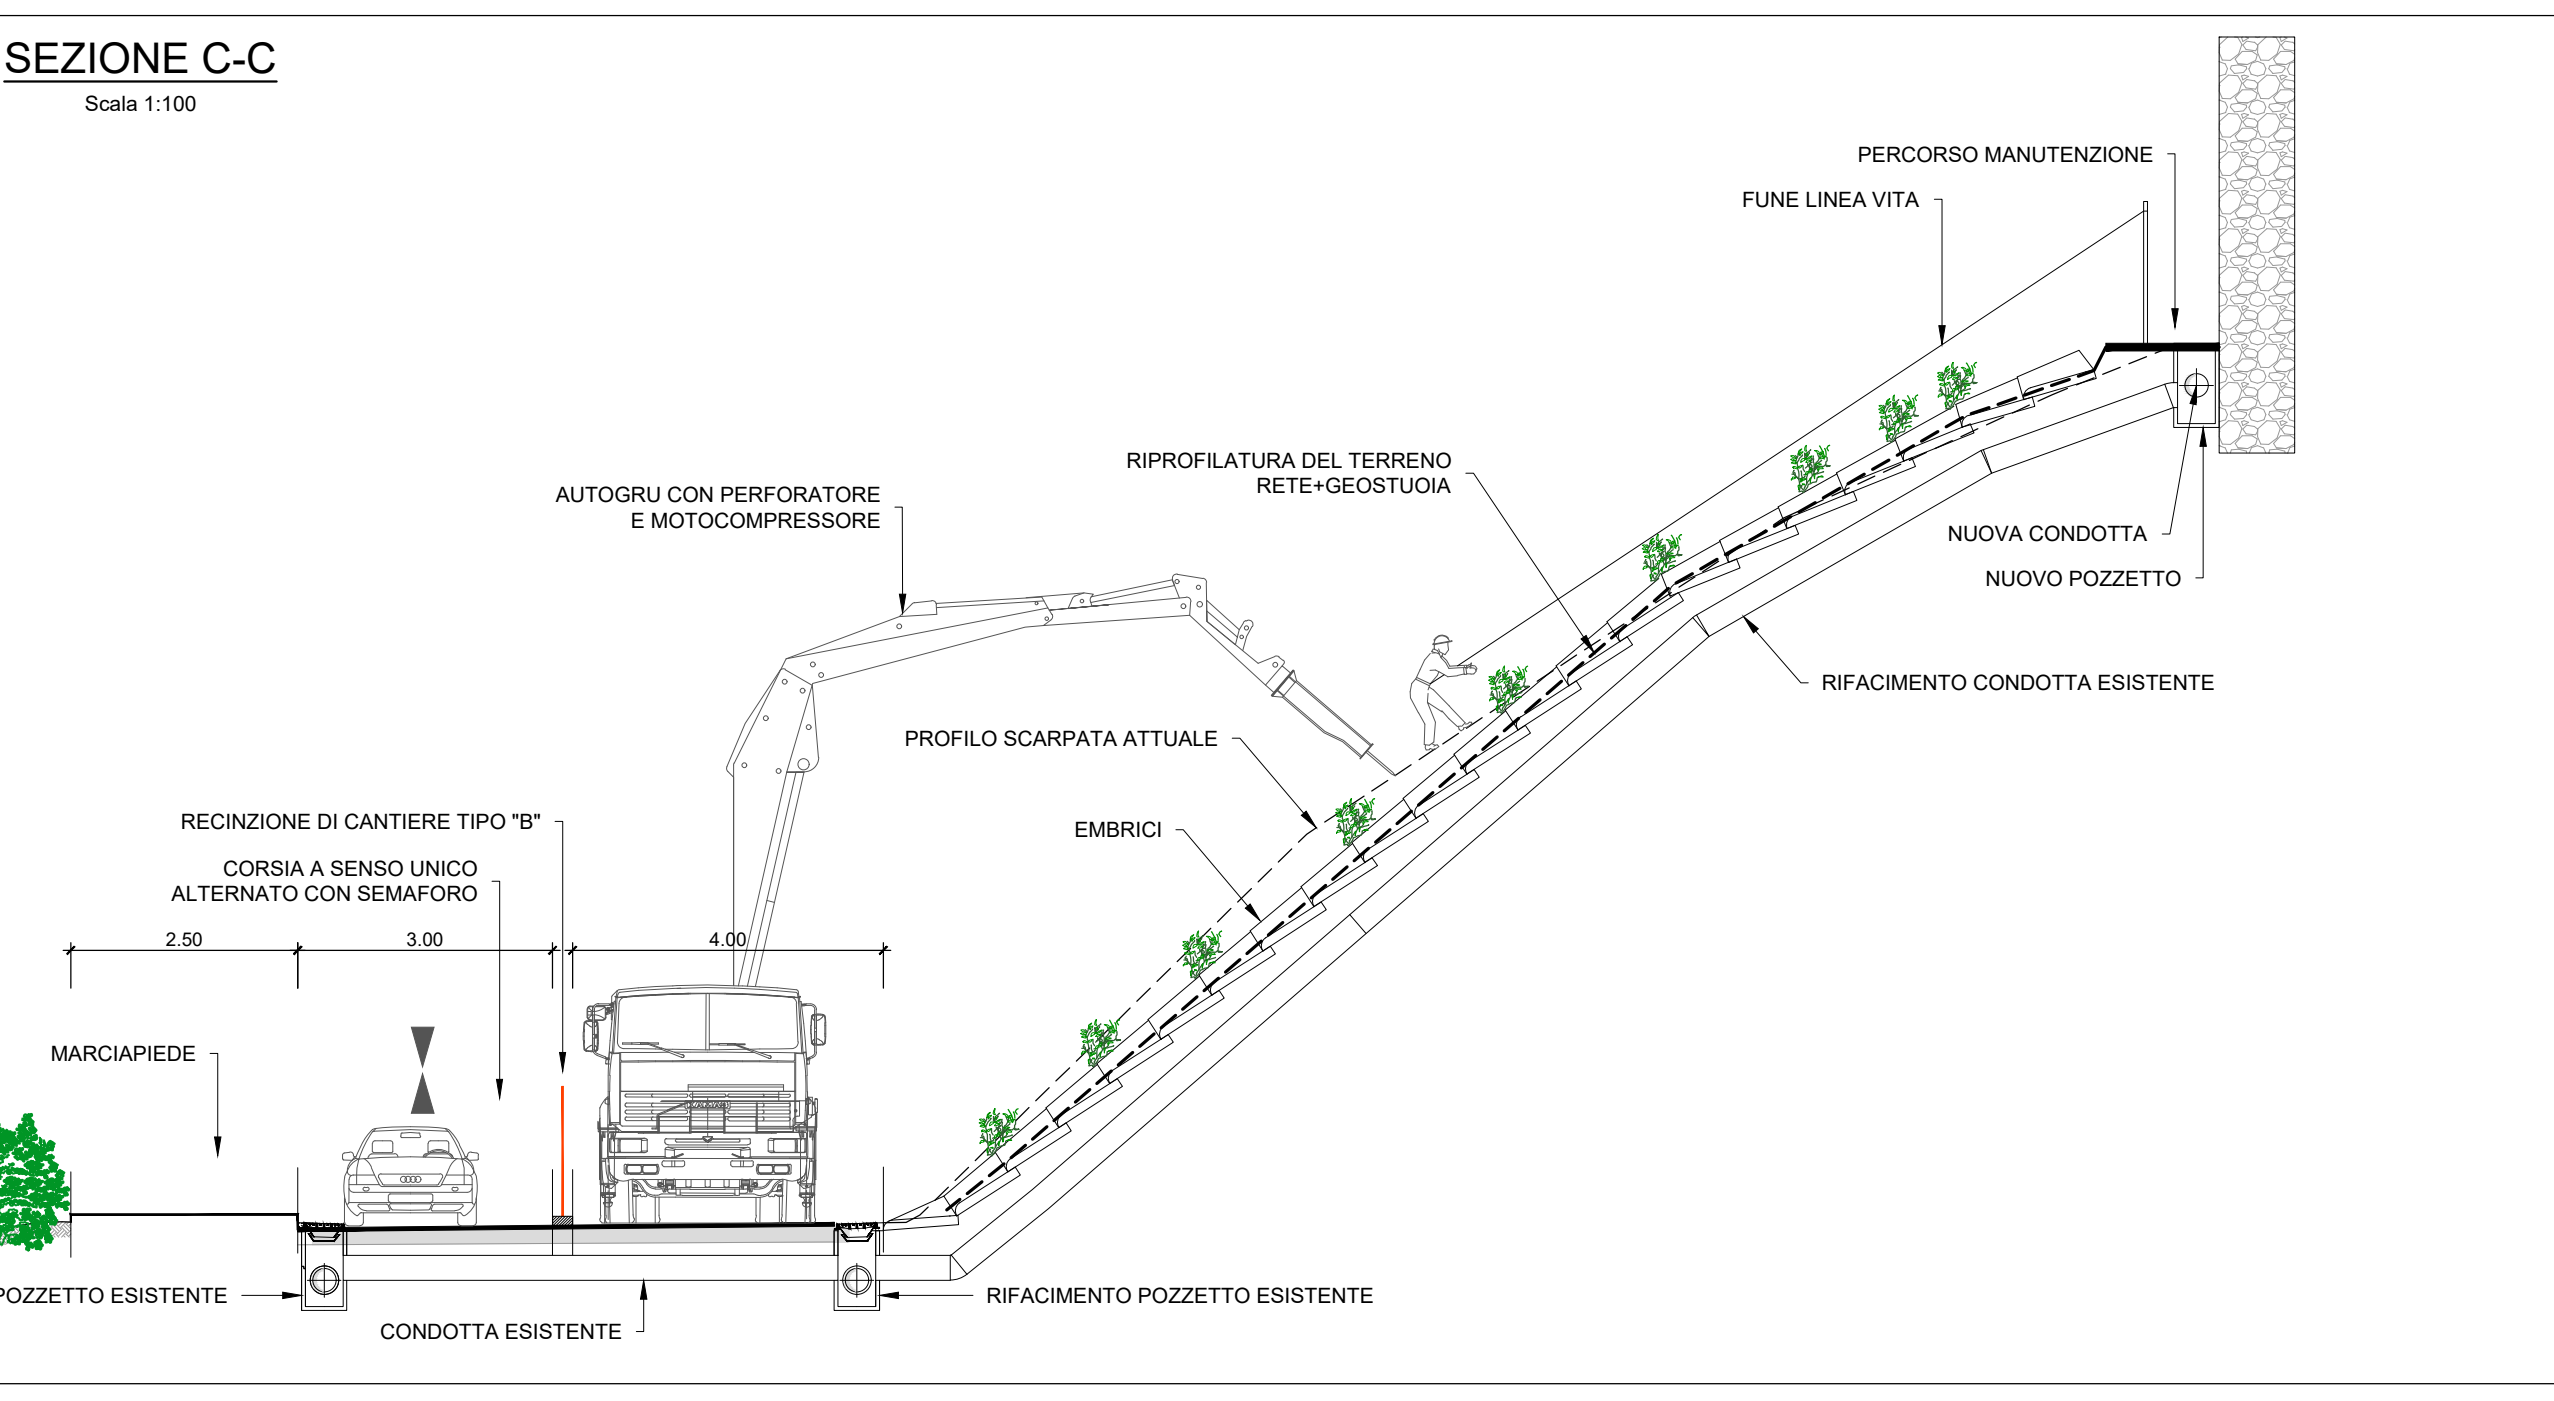 SEZIONE C-C
Scala 1:100
PERCORSO MANUTENZIONE
FUNE LINEA VITA
RIPROFILATURA DEL TERRENO
RETE+GEOSTUOIA
AUTOGRU CON PERFORATORE
E MOTOCOMPRESSORE
NUOVA CONDOTTA
NUOVO POZZETTO
RIFACIMENTO CONDOTTA ESISTENTE
PROFILO SCARPATA ATTUALE
EMBRICI
RECINZIONE DI CANTIERE TIPO "B"
CORSIA A SENSO UNICO
ALTERNATO CON SEMAFORO
2.50
3.00
4.00
MARCIAPIEDE
POZZETTO ESISTENTE
RIFACIMENTO POZZETTO ESISTENTE
CONDOTTA ESISTENTE